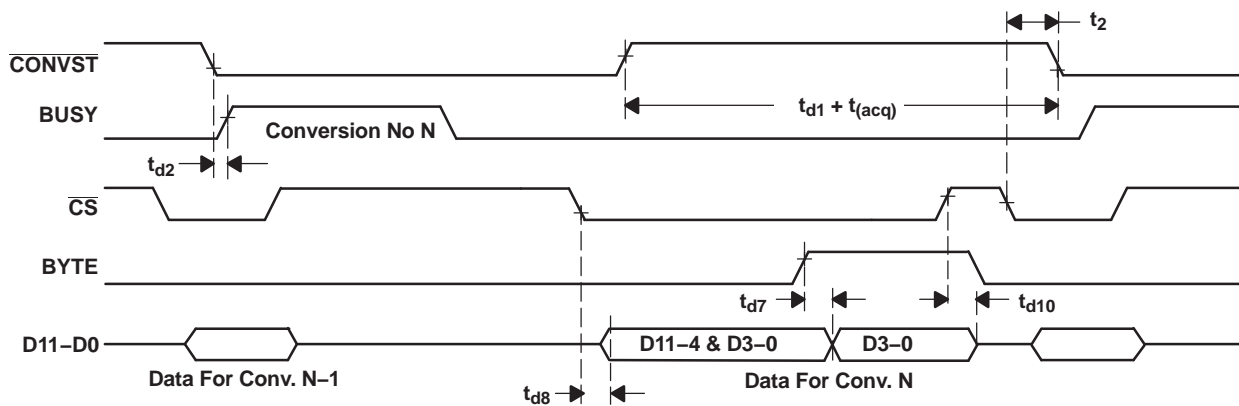 t2
CONVST
td1 + t(acq)
BUSY
Conversion No N
td2
CS
BYTE
td7
td10
D11–D0
D11–4 & D3–0
D3–0
Data For Conv. N–1
Data For Conv. N
td8